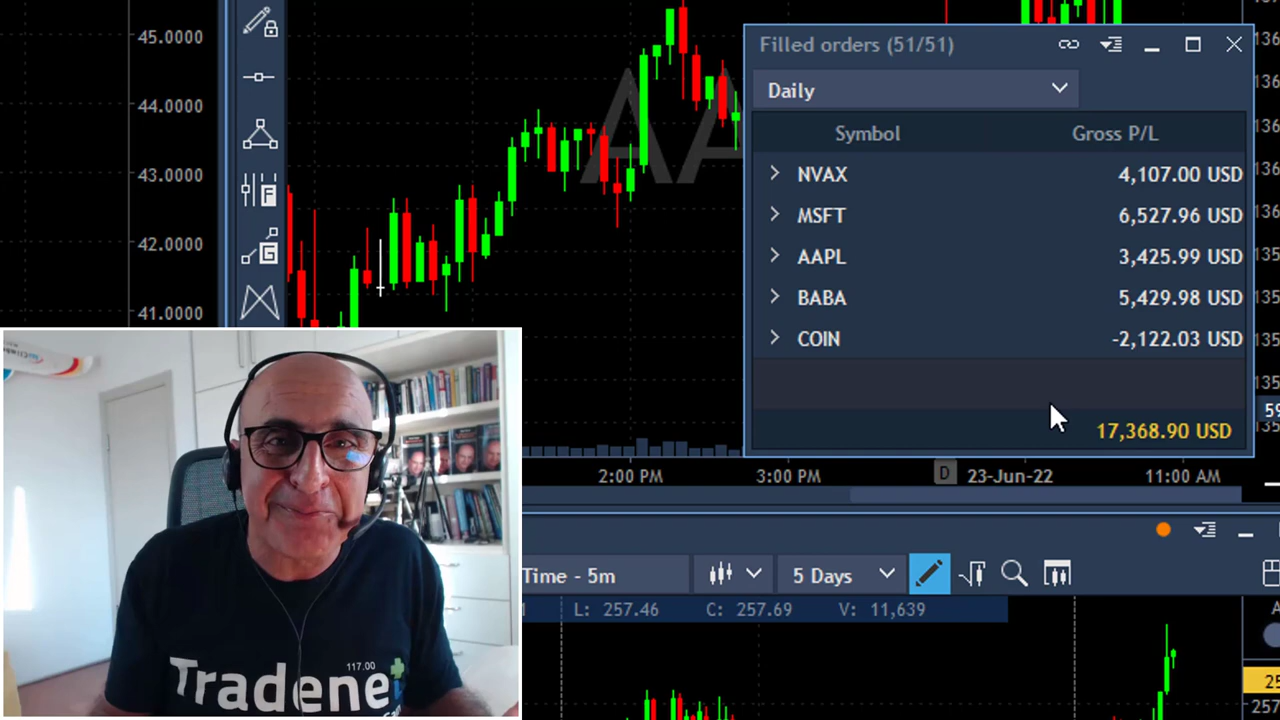 45.0000
44.0000
43.0000
42.0000
41.0000
AA
F
G
Filled orders (51/51)
Daily
Symbol Gross P/L
NVAX 4,107.00 USD
MSFT 6,527.96 USD
AAPL 3,425.99 USD
BABA 5,429.98 USD
COIN -2,122.03 USD
17,368.90 USD
2:00 PM 3:00 PM D 23-Jun-22 11:00 AM
Time - 5m 5 Days
L: 257.46 C: 257.69 V: 11,639
117.00
Tradene